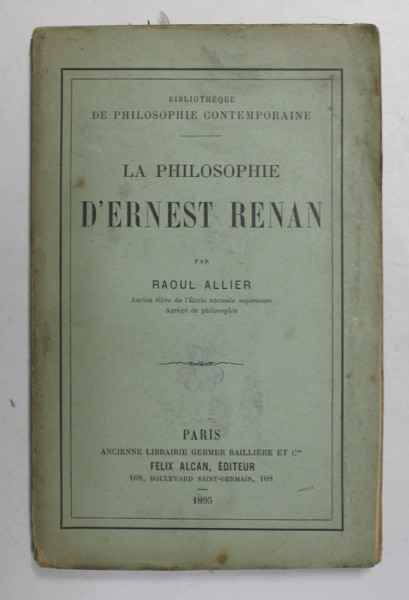 BIBLIOTHÈQUE
DE PHILOSOPHIE CONTEMPORAINE
LA PHILOSOPHIE
D'ERNEST RENAN
PAR
RAOUL ALLIER
Ancien élève de l'École normale supérieure
Agrégé de philosophie
PARIS
ANCIENNE LIBRAIRIE GERMER BAILLIÈRE ET Cie
FÉLIX ALCAN, ÉDITEUR
108, BOULEVARD SAINT-GERMAIN, 108
1895